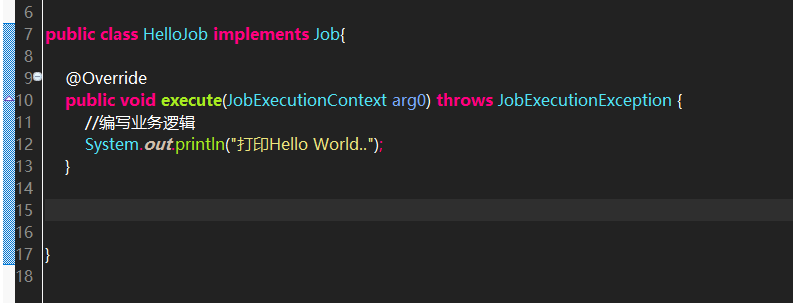 6
7 public class HelloJob implements Job{
8
9 @Override
10 public void execute(JobExecutionContext arg0) throws JobExecutionException {
11 //编写业务逻辑
12 System.out.println("打印Hello World..");
13 }
14
15
16
17 }
18